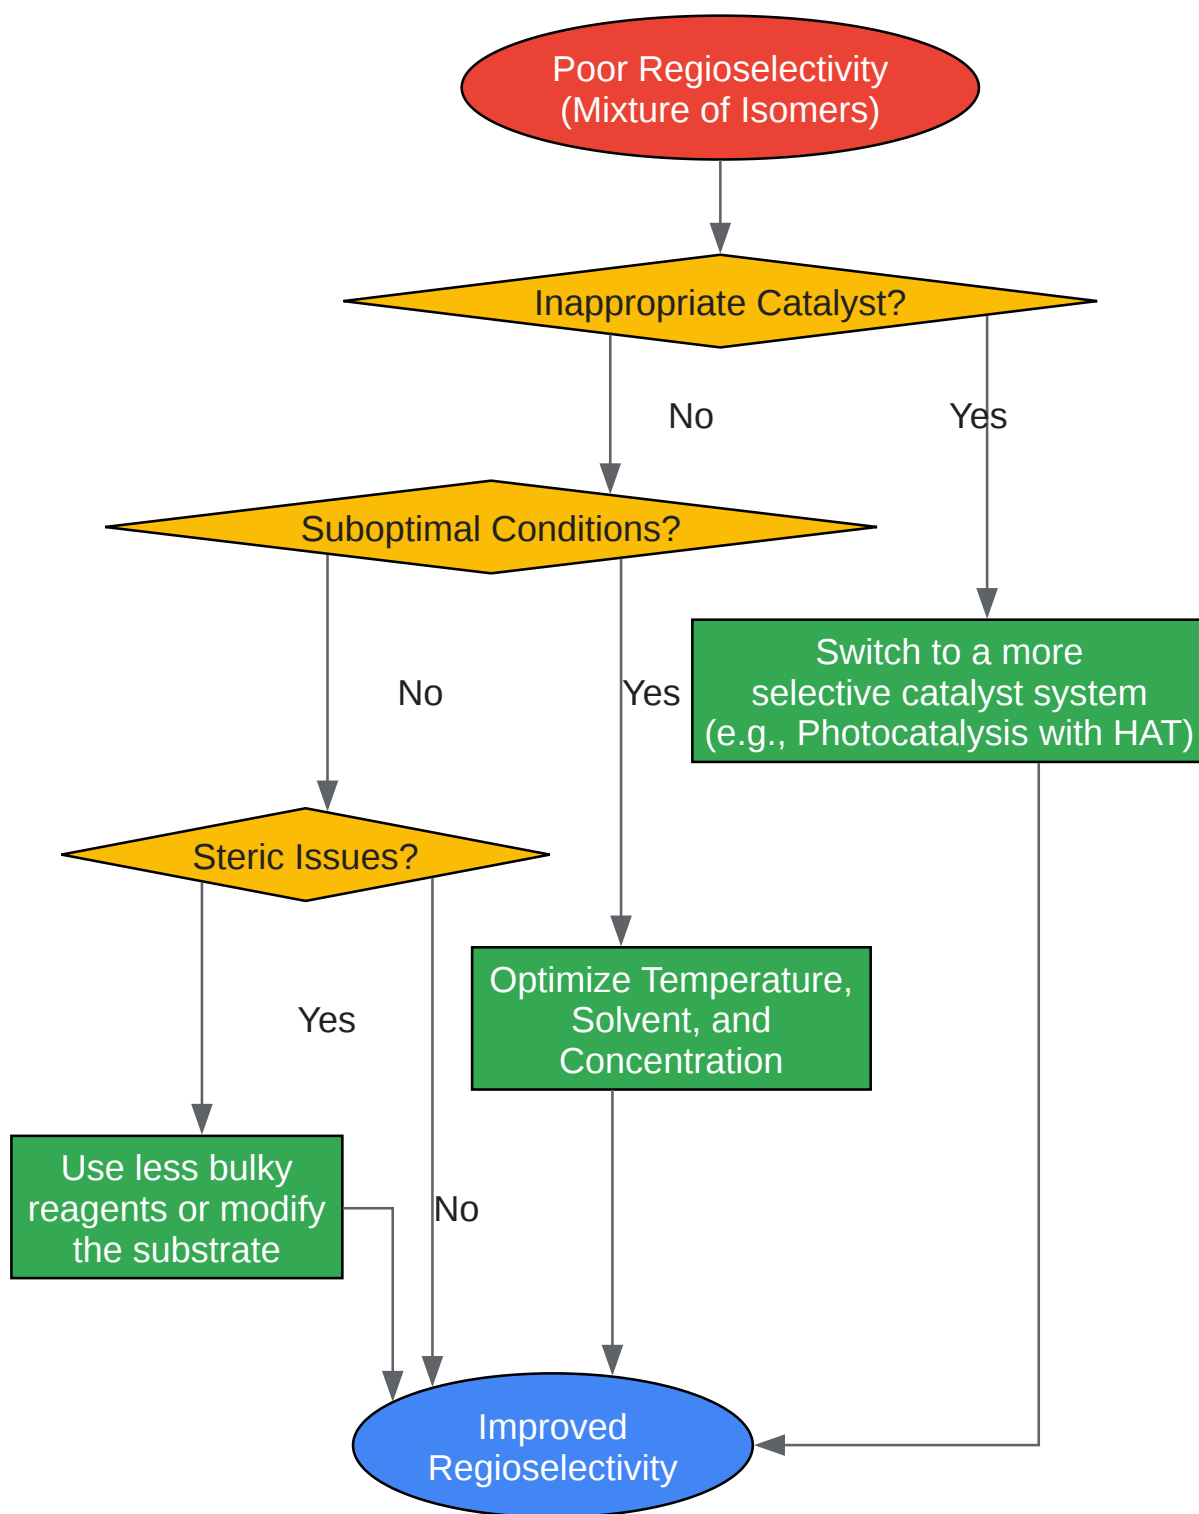 Poor Regioselectivity
(Mixture of Isomers)
Inappropriate Catalyst?
No
Yes
Suboptimal Conditions?
No
Yes
Switch to a more
selective catalyst system
(e.g., Photocatalysis with HAT)
Steric Issues?
Yes
No
Optimize Temperature,
Solvent, and
Concentration
Use less bulky
reagents or modify
the substrate
Improved
Regioselectivity